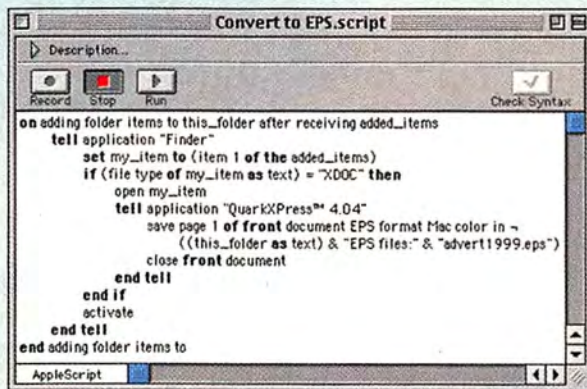 Convert to EPS.script
Description...
Record Stop Run Check Syntax
on adding folder items to this_folder after receiving added_items
tell application "Finder"
set my_item to (item 1 of the added_items)
if (file type of my_item as text) = "XDOC" then
open my_item
tell application "QuarkXPress™ 4.04"
save page 1 of front document EPS format Mac color in ¬
((this_folder as text) & "EPS files:" & "advert1999.eps")
close front document
end tell
end if
activate
end tell
end adding folder items to
AppleScript